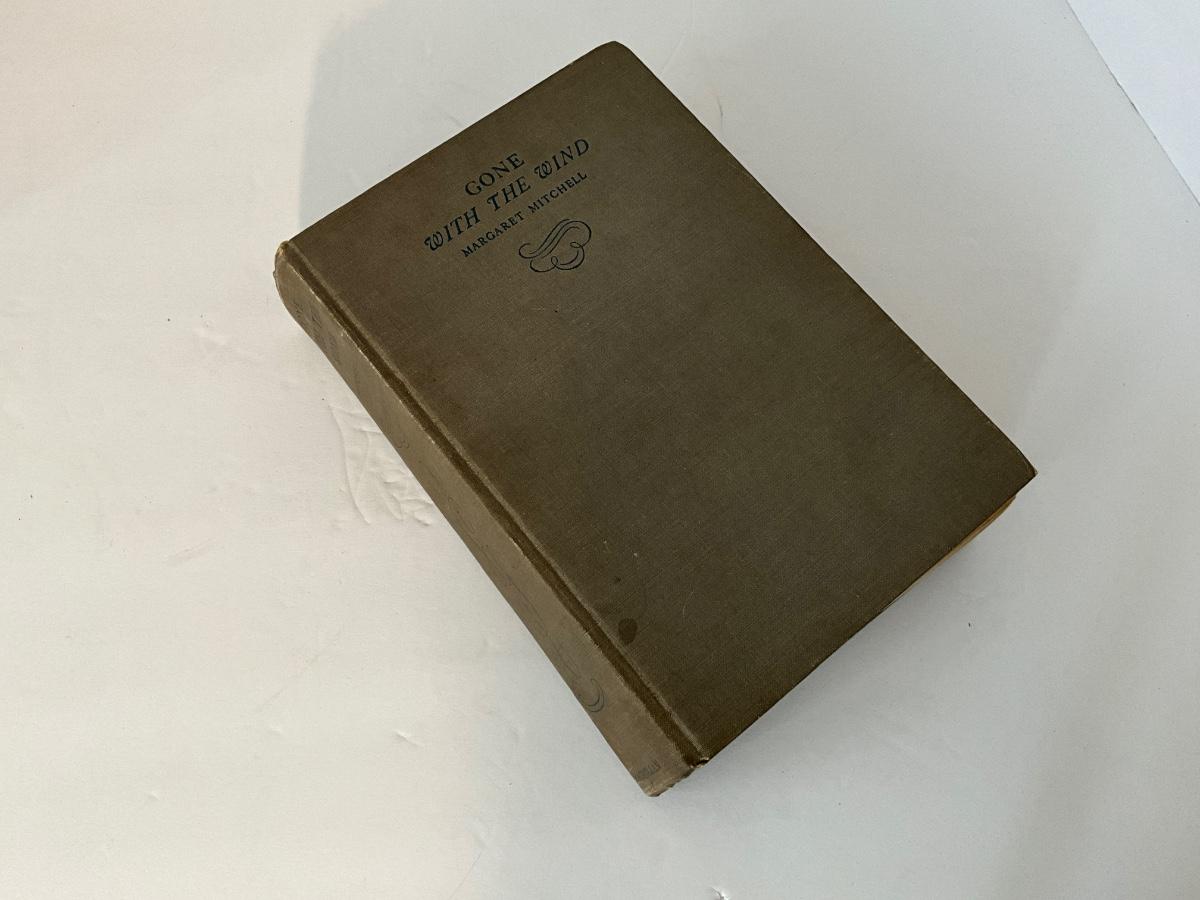 GONE
WITH THE WIND
MARGARET MITCHELL